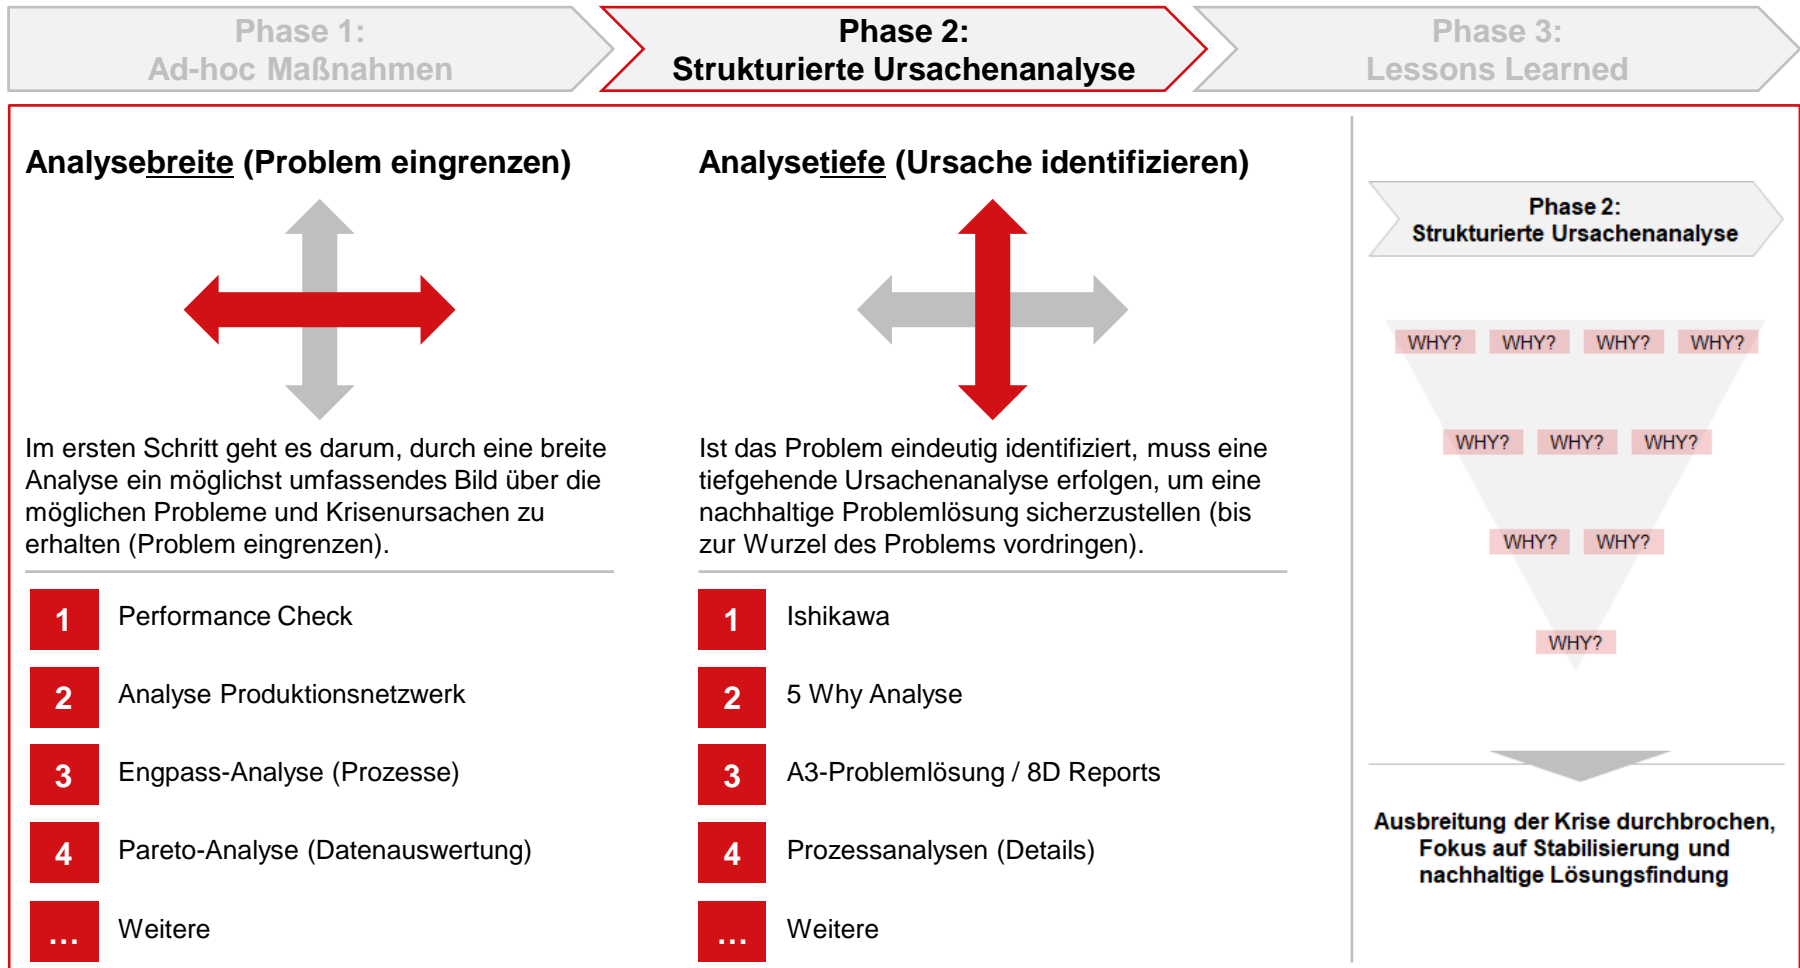 Phase 1:
Ad-hoc Maßnahmen
Phase 2:
Strukturierte Ursachenanalyse
Phase 3:
Lessons Learned
Analysebreite (Problem eingrenzen)
Im ersten Schritt geht es darum, durch eine breite
Analyse ein möglichst umfassendes Bild über die
möglichen Probleme und Krisenursachen zu
erhalten (Problem eingrenzen).
1 Performance Check
2 Analyse Produktionsnetzwerk
3 Engpass-Analyse (Prozesse)
4 Pareto-Analyse (Datenauswertung)
... Weitere
Analysetiefe (Ursache identifizieren)
Ist das Problem eindeutig identifiziert, muss eine
tiefgehende Ursachenanalyse erfolgen, um eine
nachhaltige Problemlösung sicherzustellen (bis
zur Wurzel des Problems vordringen).
1 Ishikawa
2 5 Why Analyse
3 A3-Problemlösung / 8D Reports
4 Prozessanalysen (Details)
... Weitere
Phase 2:
Strukturierte Ursachenanalyse
WHY? WHY? WHY? WHY?
WHY? WHY? WHY?
WHY? WHY?
WHY?
Ausbreitung der Krise durchbrochen,
Fokus auf Stabilisierung und
nachhaltige Lösungsfindung